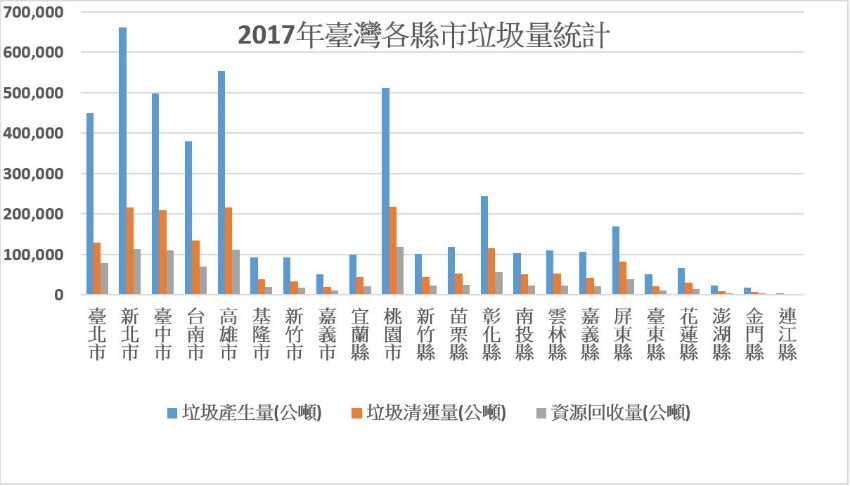 2017年臺灣各縣市垃圾量統計
700,000
600,000
500,000
400,000
300,000
200,000
100,000
0
臺北市
新北市
臺中市
台南市
高雄市
基隆市
新竹市
嘉義市
宜蘭縣
桃園市
新竹縣
苗栗縣
彰化縣
南投縣
雲林縣
嘉義縣
屏東縣
臺東縣
花蓮縣
澎湖縣
金門縣
連江縣
垃圾產生量(公噸) 垃圾清運量(公噸) 資源回收量(公噸)